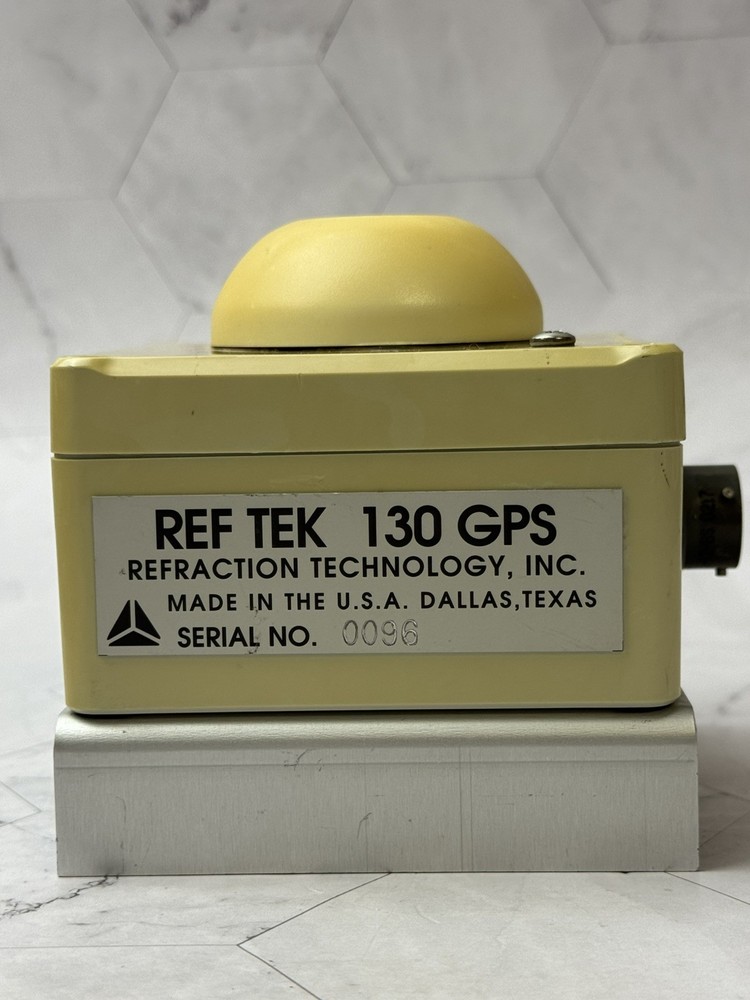 REF TEK 130 GPS
REFRACTION TECHNOLOGY, INC.
MADE IN THE U.S.A. DALLAS,TEXAS
SERIAL NO. 0096